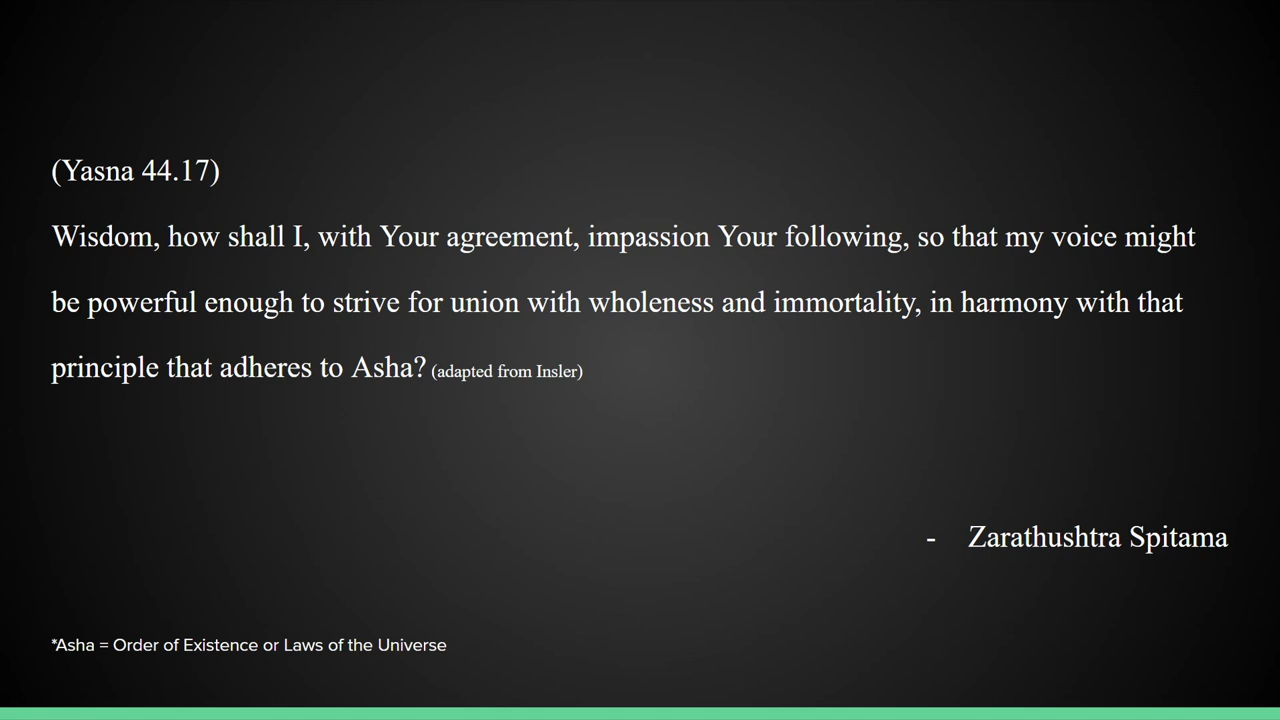 (Yasna 44.17)
Wisdom, how shall I, with Your agreement, impassion Your following, so that my voice might
be powerful enough to strive for union with wholeness and immortality, in harmony with that
principle that adheres to Asha? (adapted from Insler)
- Zarathushtra Spitama
*Asha = Order of Existence or Laws of the Universe